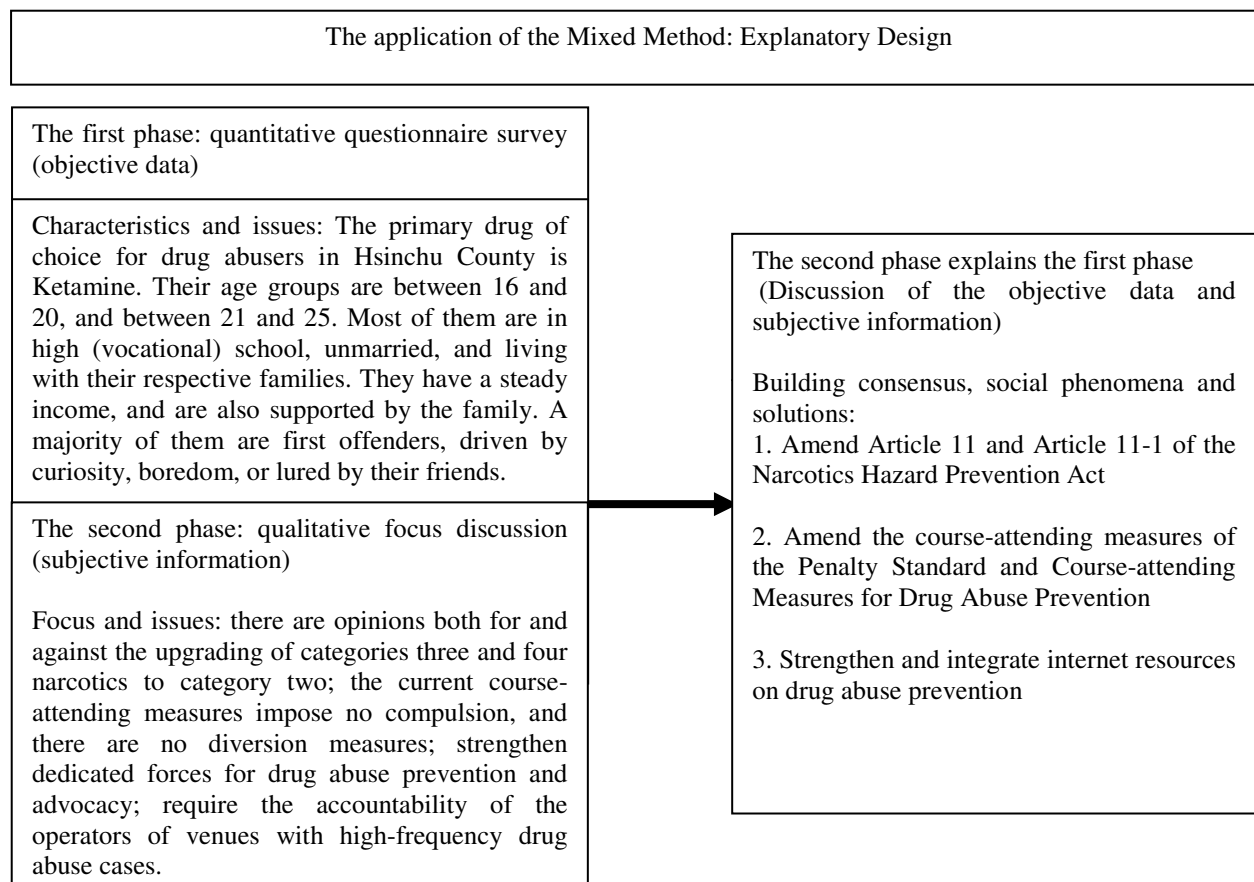 The application of the Mixed Method: Explanatory Design
The first phase: quantitative questionnaire survey
(objective data)
Characteristics and issues: The primary drug of
choice for drug abusers in Hsinchu County is
Ketamine. Their age groups are between 16 and
20, and between 21 and 25. Most of them are in
high (vocational) school, unmarried, and living
with their respective families. They have a steady
income, and are also supported by the family. A
majority of them are first offenders, driven by
curiosity, boredom, or lured by their friends.
The second phase: qualitative focus discussion
(subjective information)
Focus and issues: there are opinions both for and
against the upgrading of categories three and four
narcotics to category two; the current course-
attending measures impose no compulsion, and
there are no diversion measures; strengthen
dedicated forces for drug abuse prevention and
advocacy; require the accountability of the
operators of venues with high-frequency drug
abuse cases.
The second phase explains the first phase
(Discussion of the objective data and
subjective information)
Building consensus, social phenomena and
solutions:
1. Amend Article 11 and Article 11-1 of the
Narcotics Hazard Prevention Act
2. Amend the course-attending measures of
the Penalty Standard and Course-attending
Measures for Drug Abuse Prevention
3. Strengthen and integrate internet resources
on drug abuse prevention